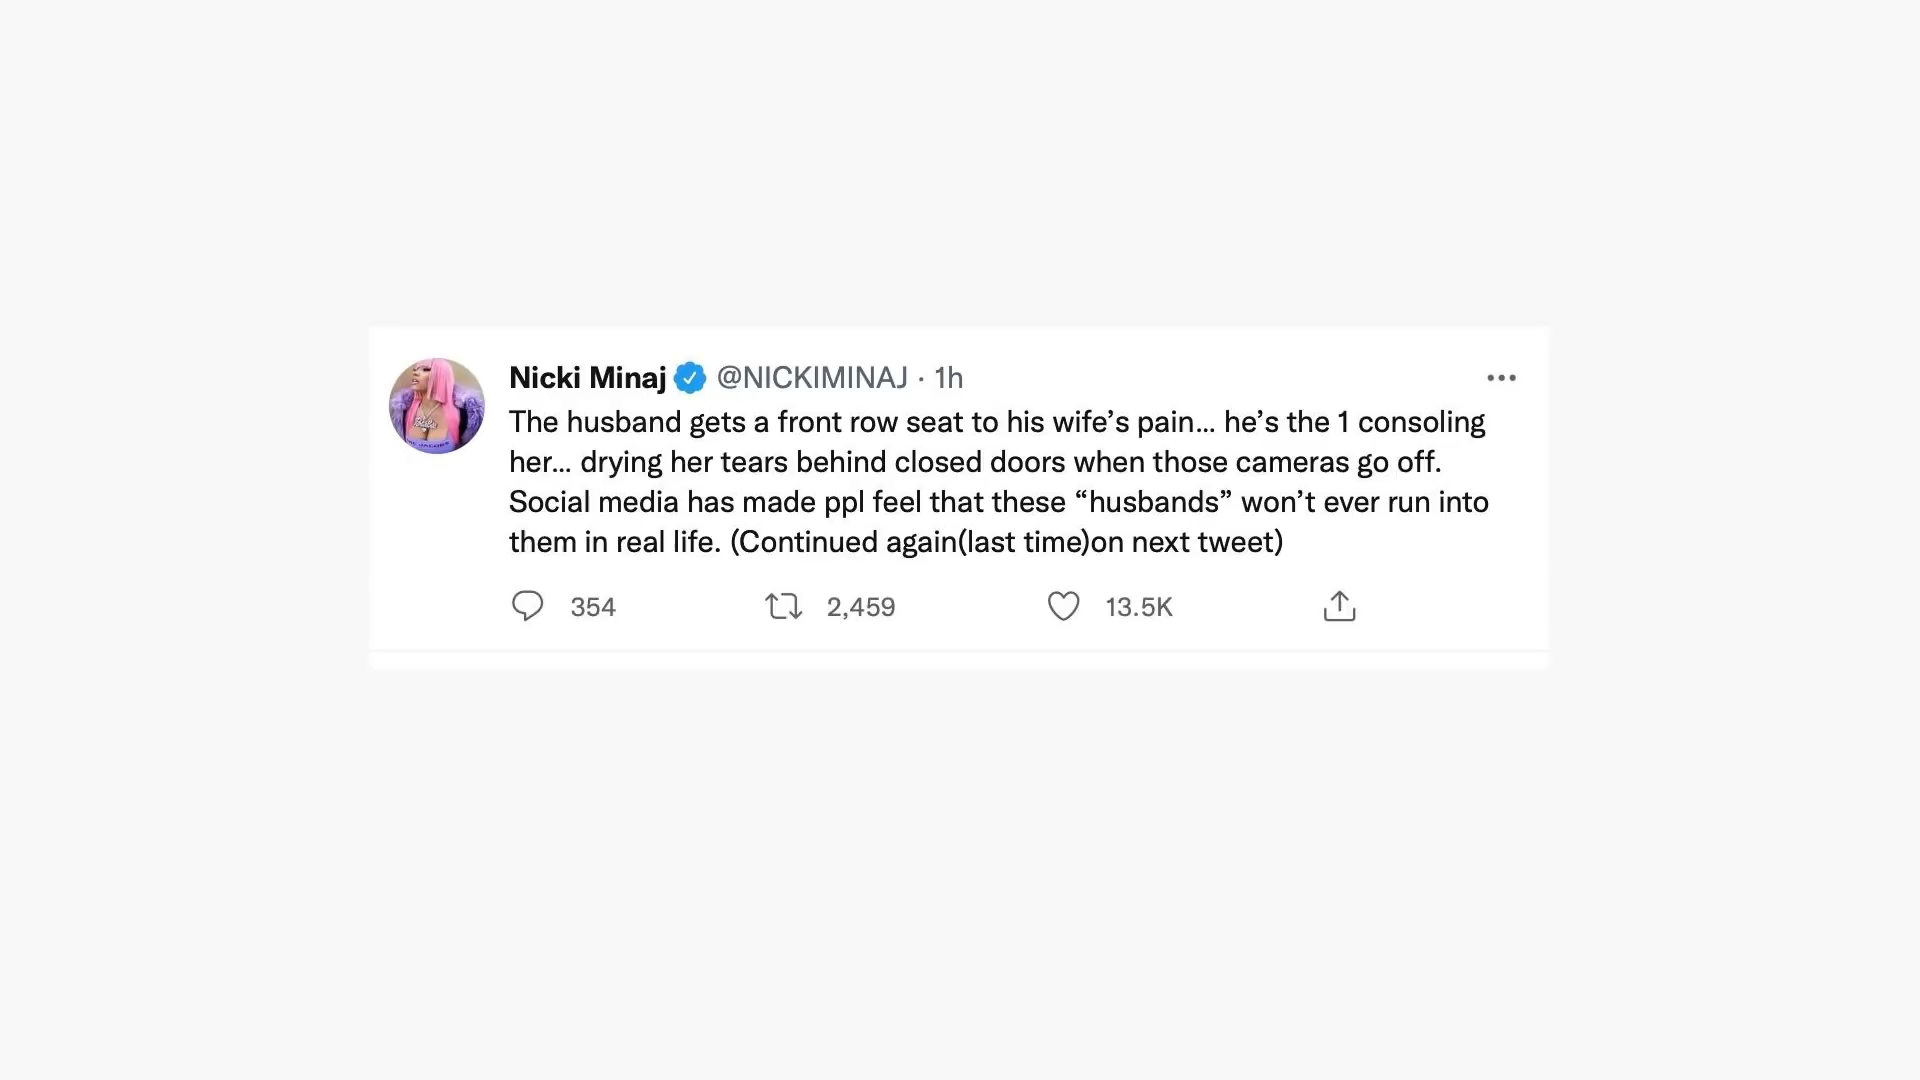 Nicki Minaj @NICKIMINAJ · 1h
The husband gets a front row seat to his wife’s pain... he’s the 1 consoling
her... drying her tears behind closed doors when those cameras go off.
Social media has made ppl feel that these “husbands” won’t ever run into
them in real life. (Continued again(last time)on next tweet)
354 2,459 13.5K